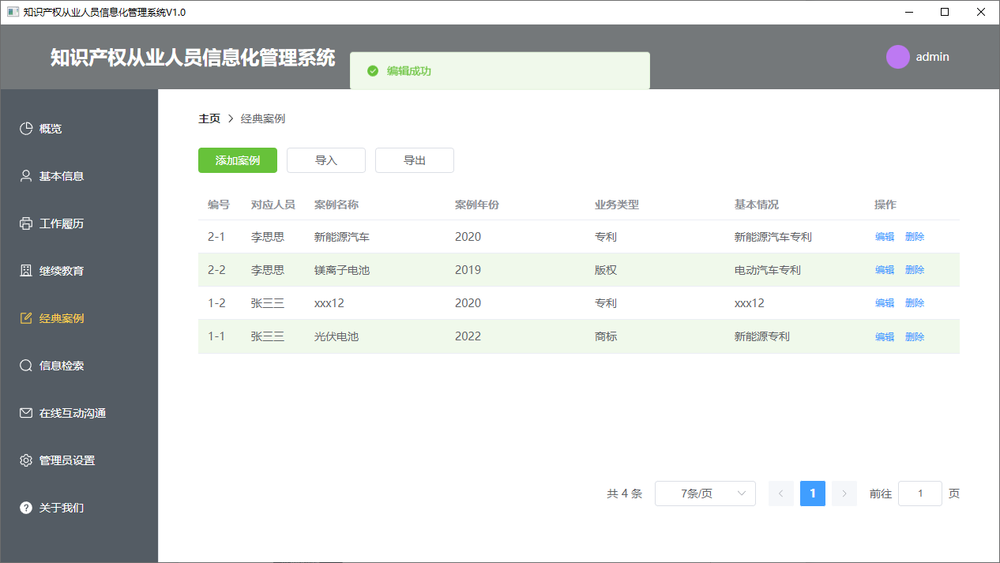 知识产权从业人员信息化管理系统V1.0
知识产权从业人员信息化管理系统
编辑成功
admin
概览
基本信息
工作履历
继续教育
经典案例
信息检索
在线互动沟通
管理员设置
关于我们
主页 > 经典案例
添加案例 导入 导出
编号 对应人员 案例名称 案例年份 业务类型 基本情况 操作
2-1 李思思 新能源汽车 2020 专利 新能源汽车专利 编辑 删除
2-2 李思思 镁离子电池 2019 版权 电动汽车专利 编辑 删除
1-2 张三三 xxx12 2020 专利 xxx12 编辑 删除
1-1 张三三 光伏电池 2022 商标 新能源专利 编辑 删除
共 4 条 7条/页 < 1 > 前往 1 页